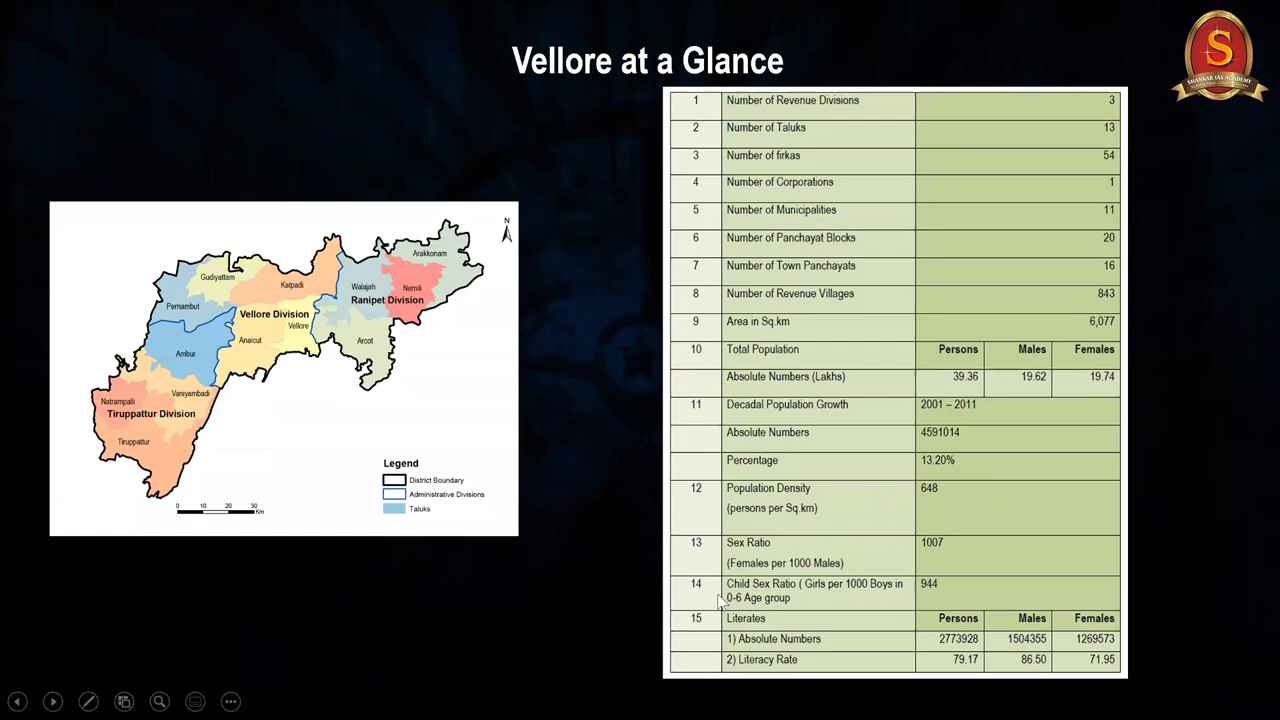 Vellore at a Glance
S
SHANKAR IAS ACADEMY
N
Arakkonam
Gudiyattam
Katpadi
Walajah
Nemili
Ranipet Division
Pernambut
Vellore Division
Vellore
Anaicut
Arcot
Ambur
Vaniyambadi
Natrampalli
Tiruppattur Division
Tiruppattur
Legend
District Boundary
Administrative Divisions
Taluks
0 10 20 30
Km
1 Number of Revenue Divisions 3
2 Number of Taluks 13
3 Number of firkas 54
4 Number of Corporations 1
5 Number of Municipalities 11
6 Number of Panchayat Blocks 20
7 Number of Town Panchayats 16
8 Number of Revenue Villages 843
9 Area in Sq.km 6,077
10 Total Population Persons Males Females
Absolute Numbers (Lakhs) 39.36 19.62 19.74
11 Decadal Population Growth 2001 – 2011
Absolute Numbers 4591014
Percentage 13.20%
12 Population Density 648
(persons per Sq.km)
13 Sex Ratio 1007
(Females per 1000 Males)
14 Child Sex Ratio ( Girls per 1000 Boys in 944
0-6 Age group
15 Literates Persons Males Females
1) Absolute Numbers 2773928 1504355 1269573
2) Literacy Rate 79.17 86.50 71.95